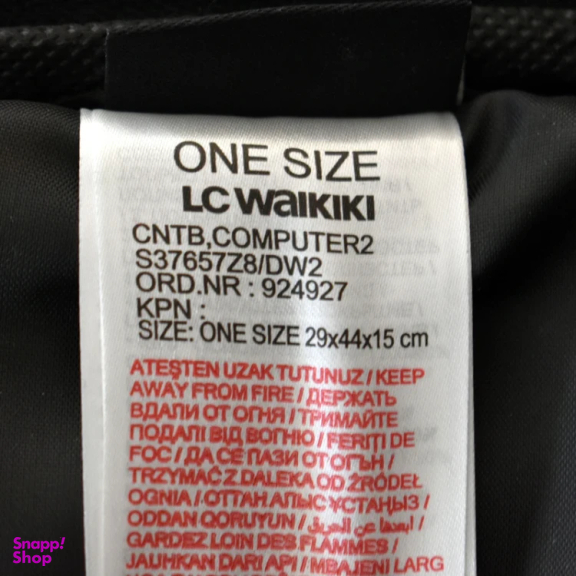 ONE SIZE
LC WAIKIKI
CNTB,COMPUTER2
S37657Z8/DW2
ORD.NR : 924927
KPN :
SIZE: ONE SIZE 29x44x15 cm
ATEŞTEN UZAK TUTUNUZ / KEEP
AWAY FROM FIRE / ДЕРЖАТЬ
ВДАЛИ ОТ ОГНЯ / ТРИМАЙТЕ
ПОДАЛІ ВІД ВОГНЮ / FERIȚI DE
FOC / ДА СЕ ПАЗИ ОТ ОГЪН /
TRZYMAĆ Z DALEKA OD ŹRÓDEŁ
OGNIA / ОТТАН АЛЫС ҰСТАҢЫЗ /
ODDAN QORUYUN / ابعدها عن الحريق /
GARDEZ LOIN DES FLAMMES /
JAUHKAN DARI API / MBAJENI LARG
Snapp!
Shop